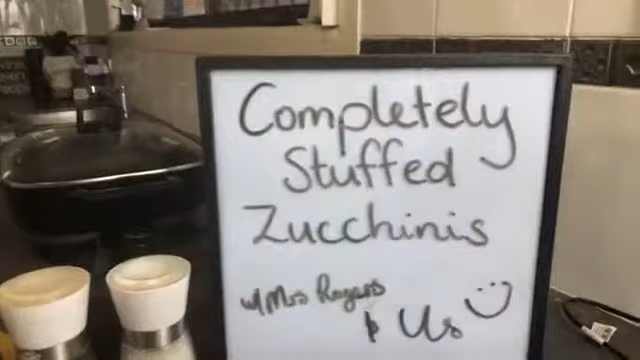 Completely
Stuffed
Zucchinis
w/ Mrs Rogers
& Us